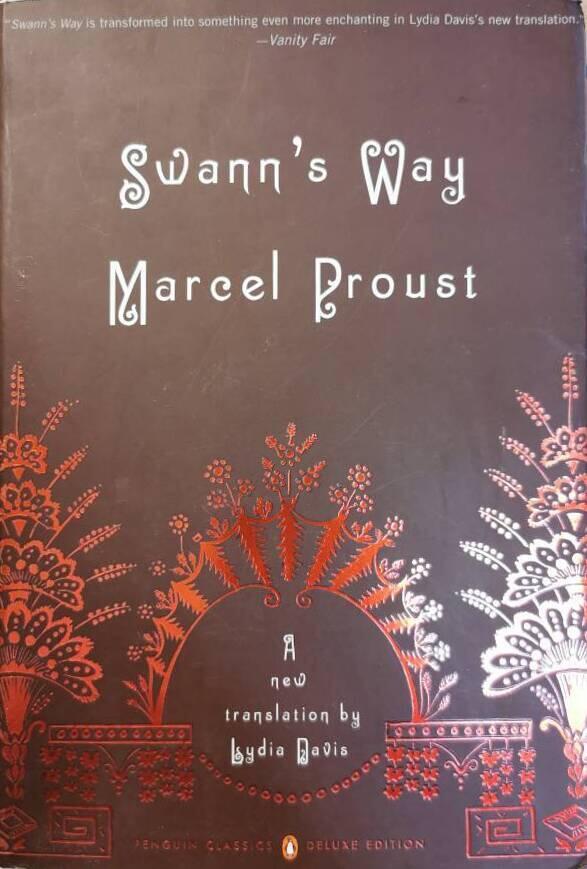 "Swann's Way is transformed into something even more enchanting in Lydia Davis's new translation."
—Vanity Fair
Swann's Way
Marcel Proust
A
new
translation by
Lydia Davis
PENGUIN CLASSICS DELUXE EDITION